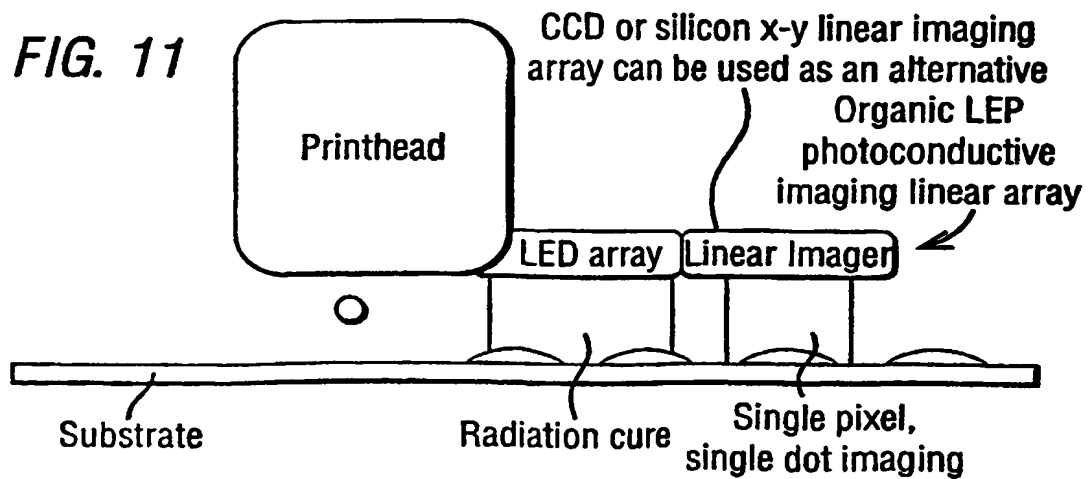 FIG. 11
CCD or silicon x-y linear imaging
array can be used as an alternative
Organic LEP
photoconductive
imaging linear array
Printhead
LED array
Linear Imager
Substrate
Radiation cure
Single pixel,
single dot imaging